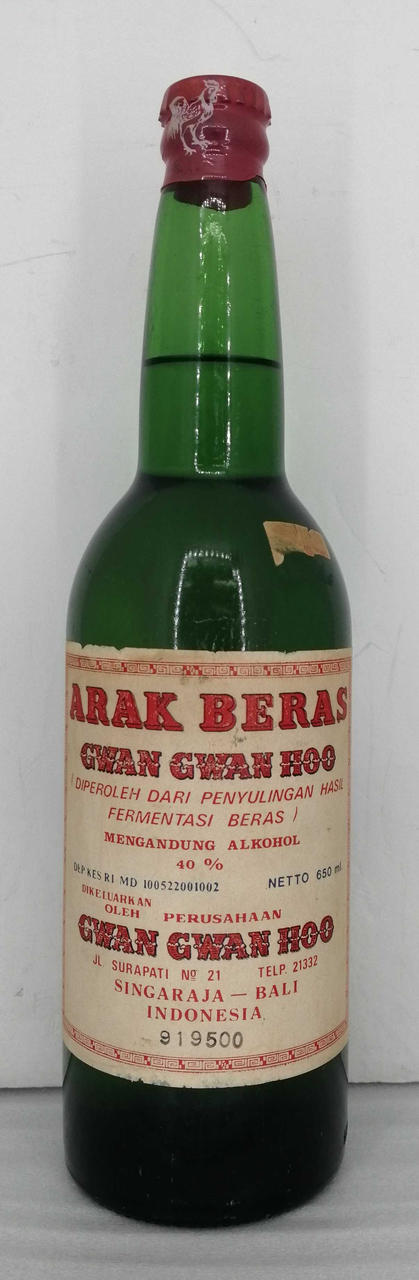 ARAK BERAS
GWAN GWAN HOO
( DIPEROLEH DARI PENYULINGAN HASIL
FERMENTASI BERAS )
MENGANDUNG ALKOHOL
40 %
DEP KES RI MD 100522001002 NETTO 650 ml.
DIKELUARKAN
OLEH PERUSAHAAN
GWAN GWAN HOO
JL SURAPATI No 21 TELP. 21332
SINGARAJA — BALI
INDONESIA
919500